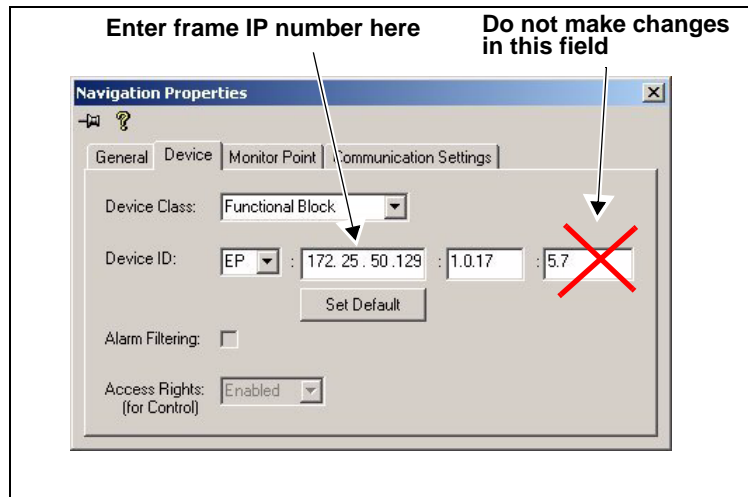 Enter frame IP number here
Do not make changes
in this field
Navigation Properties
General Device Monitor Point Communication Settings
Device Class: Functional Block
Device ID: EP : 172. 25 . 50 .129 : 1.0.17 : 5.7
Set Default
Alarm Filtering:
Access Rights: Enabled
(for Control)